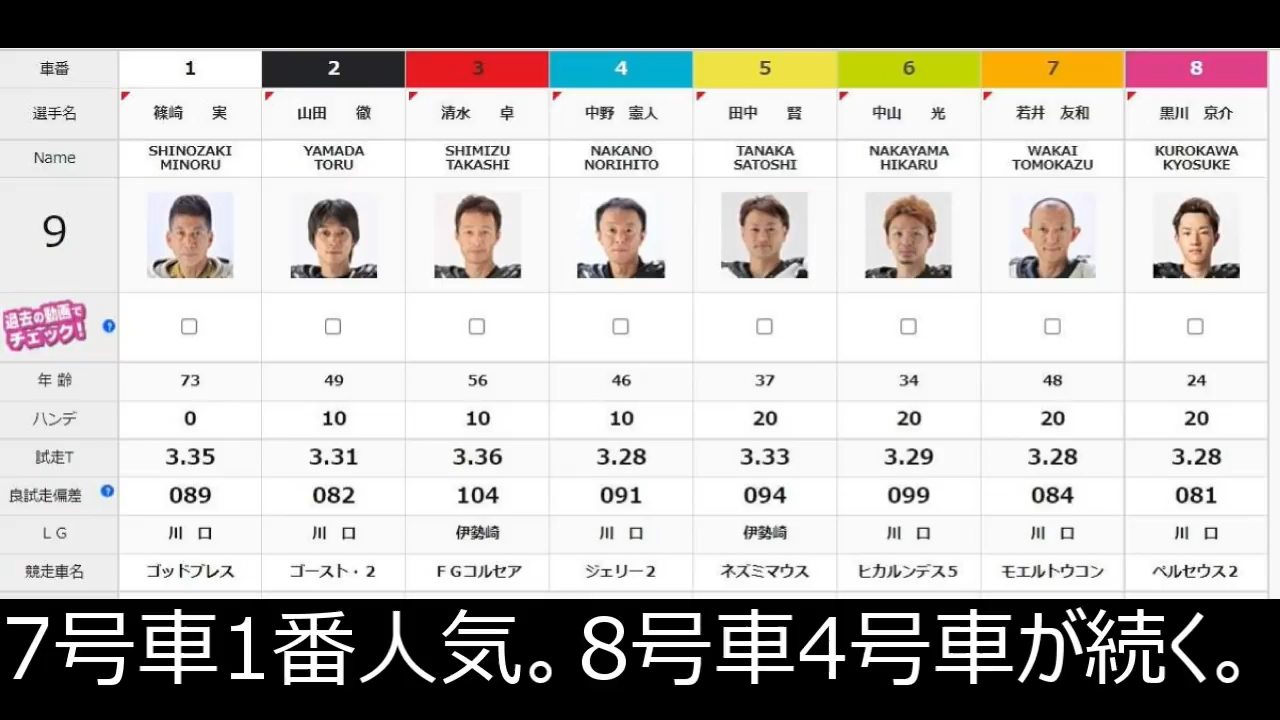 車番 1 2 3 4 5 6 7 8
選手名 篠崎 実 山田 徹 清水 卓 中野 憲人 田中 賢 中山 光 若井 友和 黒川 京介
Name SHINOZAKI MINORU YAMADA TORU SHIMIZU TAKASHI NAKANO NORIHITO TANAKA SATOSHI NAKAYAMA HIKARU WAKAI TOMOKAZU KUROKAWA KYOSUKE
9
過去の動画で
チェック! ?
年 齢 73 49 56 46 37 34 48 24
ハンデ 0 10 10 10 20 20 20 20
試走T 3.35 3.31 3.36 3.28 3.33 3.29 3.28 3.28
良試走偏差 ? 089 082 104 091 094 099 084 081
ＬＧ 川 口 川 口 伊勢崎 川 口 伊勢崎 川 口 川 口 川 口
競走車名 ゴッドブレス ゴースト・２ ＦＧコルセア ジェリー２ ネズミマウス ヒカルンデス５ モエルトウコン ペルセウス２
7号車1番人気。8号車4号車が続く。